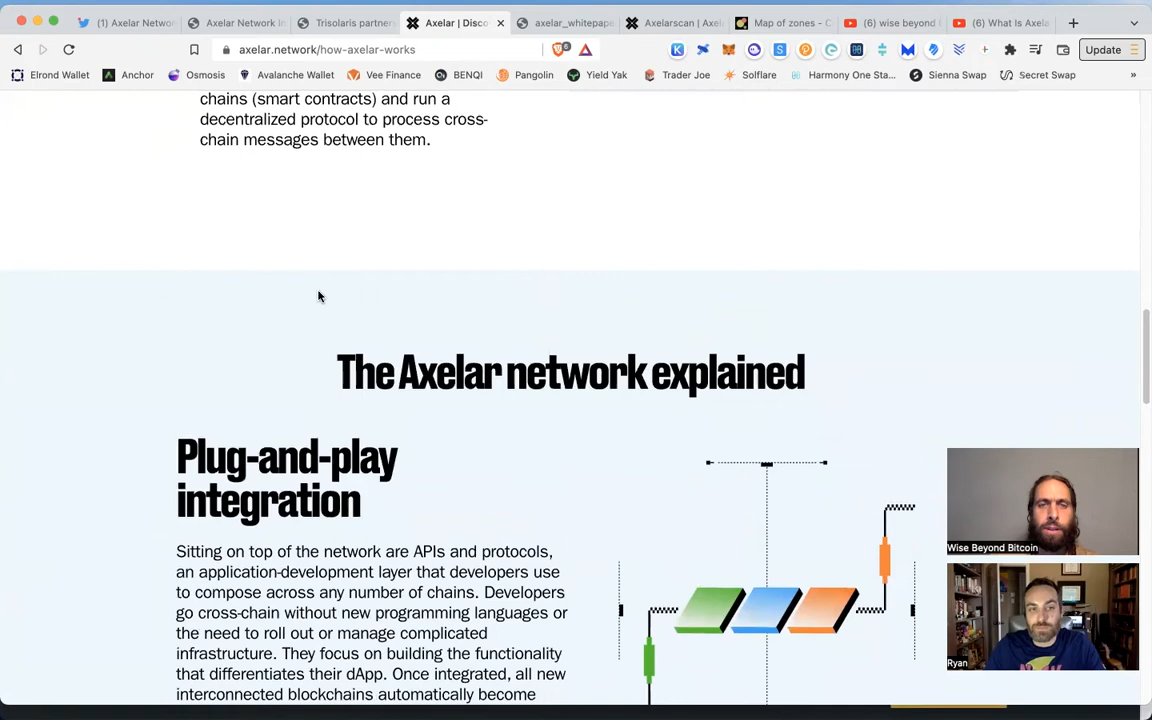 (1) Axelar Networ
Axelar Network In
Trisolaris partner
Axelar | Disco
axelar_whitepape
Axelarscan | Axel
Map of zones - C
(6) wise beyond
(6) What Is Axela
axelar.network/how-axelar-works
6
Update
Elrond Wallet
Anchor
Osmosis
Avalanche Wallet
Vee Finance
BENQI
Pangolin
Yield Yak
Trader Joe
Solflare
Harmony One Sta...
Sienna Swap
Secret Swap
»
chains (smart contracts) and run a
decentralized protocol to process cross-
chain messages between them.
The Axelar network explained
Plug-and-play
integration
Sitting on top of the network are APIs and protocols,
an application-development layer that developers use
to compose across any number of chains. Developers
go cross-chain without new programming languages or
the need to roll out or manage complicated
infrastructure. They focus on building the functionality
that differentiates their dApp. Once integrated, all new
interconnected blockchains automatically become
Wise Beyond Bitcoin
Ryan